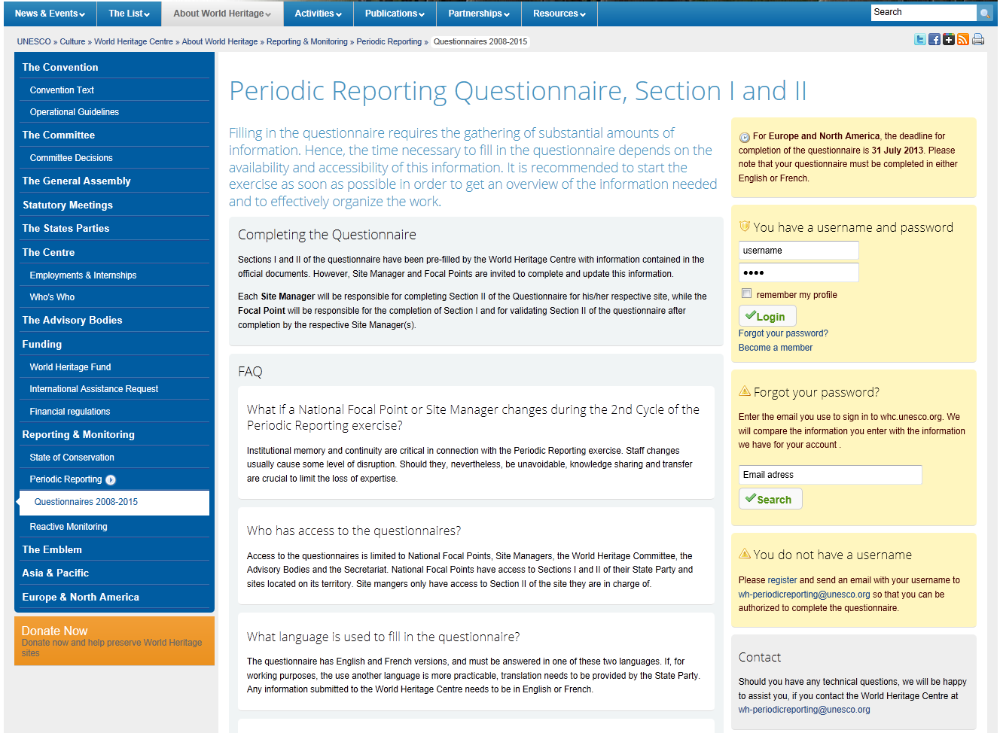 News & Events
The List
About World Heritage
Activities
Publications
Partnerships
Resources
Search
UNESCO » Culture » World Heritage Centre » About World Heritage » Reporting & Monitoring » Periodic Reporting » Questionnaires 2008-2015
The Convention
Convention Text
Operational Guidelines
The Committee
Committee Decisions
The General Assembly
Statutory Meetings
The States Parties
The Centre
Employments & Internships
Who's Who
The Advisory Bodies
Funding
World Heritage Fund
International Assistance Request
Financial regulations
Reporting & Monitoring
State of Conservation
Periodic Reporting
Questionnaires 2008-2015
Reactive Monitoring
The Emblem
Asia & Pacific
Europe & North America
Donate Now
Donate now and help preserve World Heritage
sites
Periodic Reporting Questionnaire, Section I and II
Filling in the questionnaire requires the gathering of substantial amounts of
information. Hence, the time necessary to fill in the questionnaire depends on the
availability and accessibility of this information. It is recommended to start the
exercise as soon as possible in order to get an overview of the information needed
and to effectively organize the work.
Completing the Questionnaire
Sections I and II of the questionnaire have been pre-filled by the World Heritage Centre with information contained in the
official documents. However, Site Manager and Focal Points are invited to complete and update this information.
Each Site Manager will be responsible for completing Section II of the Questionnaire for his/her respective site, while the
Focal Point will be responsible for the completion of Section I and for validating Section II of the questionnaire after
completion by the respective Site Manager(s).
FAQ
What if a National Focal Point or Site Manager changes during the 2nd Cycle of the
Periodic Reporting exercise?
Institutional memory and continuity are critical in connection with the Periodic Reporting exercise. Staff changes
usually cause some level of disruption. Should they, nevertheless, be unavoidable, knowledge sharing and transfer
are crucial to limit the loss of expertise.
Who has access to the questionnaires?
Access to the questionnaires is limited to National Focal Points, Site Managers, the World Heritage Committee, the
Advisory Bodies and the Secretariat. National Focal Points have access to Sections I and II of their State Party and
sites located on its territory. Site mangers only have access to Section II of the site they are in charge of.
What language is used to fill in the questionnaire?
The questionnaire has English and French versions, and must be answered in one of these two languages. If, for
working purposes, the use another language is more practicable, translation needs to be provided by the State Party.
Any information submitted to the World Heritage Centre needs to be in English or French.
For Europe and North America, the deadline for
completion of the questionnaire is 31 July 2013. Please
note that your questionnaire must be completed in either
English or French.
You have a username and password
username
••••
remember my profile
Login
Forgot your password?
Become a member
Forgot your password?
Enter the email you use to sign in to whc.unesco.org. We
will compare the information you enter with the information
we have for your account .
Email adress
Search
You do not have a username
Please register and send an email with your username to
wh-periodicreporting@unesco.org so that you can be
authorized to complete the questionnaire.
Contact
Should you have any technical questions, we will be happy
to assist you, if you contact the World Heritage Centre at
wh-periodicreporting@unesco.org